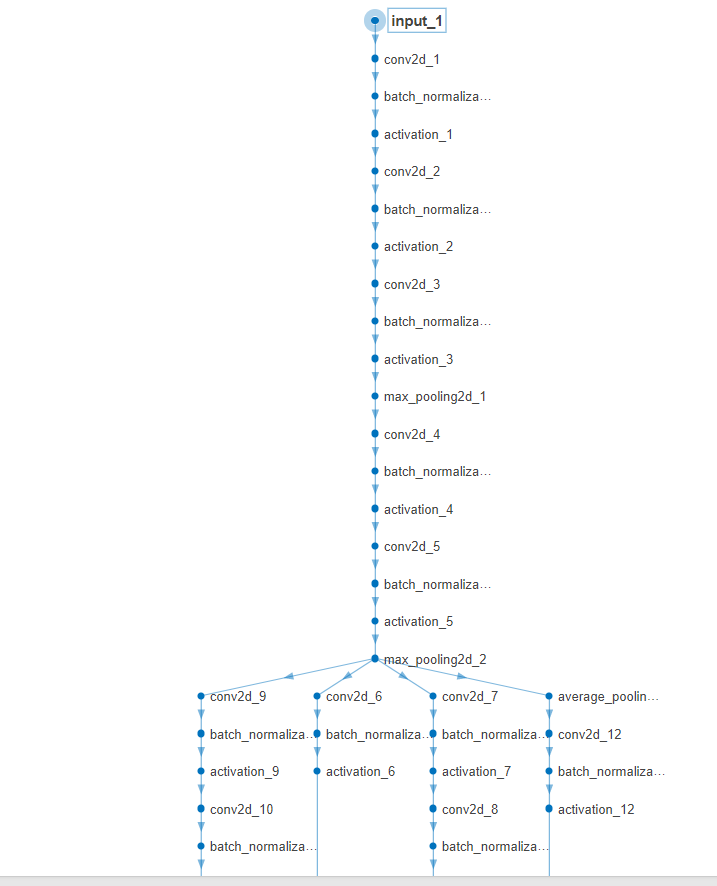 input_1
conv2d_1
batch_normaliza...
activation_1
conv2d_2
batch_normaliza...
activation_2
conv2d_3
batch_normaliza...
activation_3
max_pooling2d_1
conv2d_4
batch_normaliza...
activation_4
conv2d_5
batch_normaliza...
activation_5
max_pooling2d_2
conv2d_9 conv2d_6 conv2d_7 average_poolin...
batch_normaliza... batch_normaliza... batch_normaliza... conv2d_12
activation_9 activation_6 activation_7 batch_normaliza...
conv2d_10 conv2d_8 activation_12
batch_normaliza... batch_normaliza...